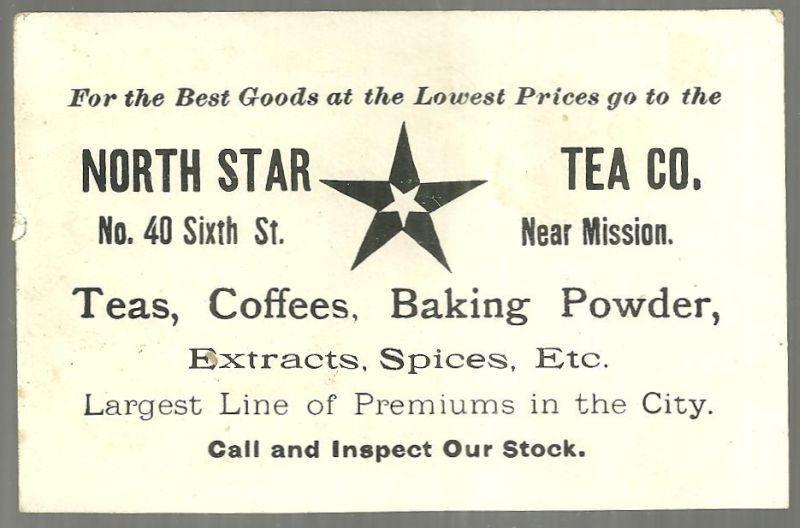 For the Best Goods at the Lowest Prices go to the
NORTH STAR TEA CO.
No. 40 Sixth St. Near Mission.
Teas, Coffees, Baking Powder,
Extracts, Spices, Etc.
Largest Line of Premiums in the City.
Call and Inspect Our Stock.